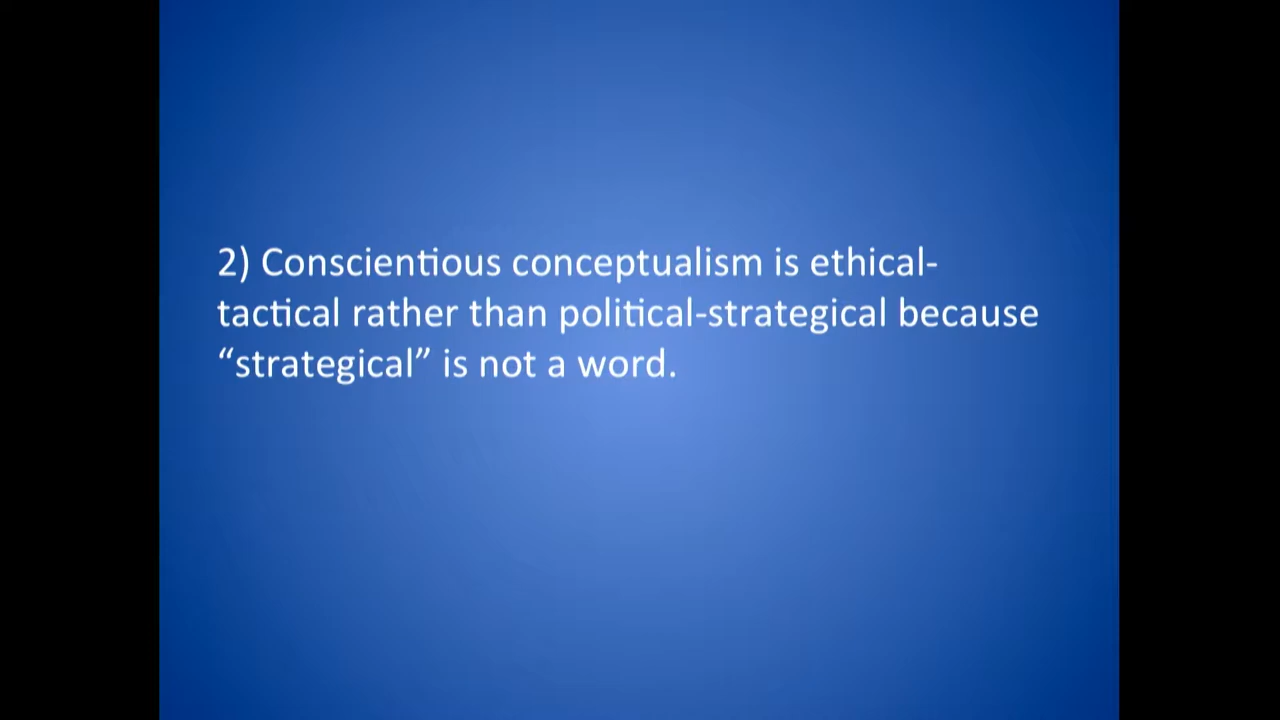 2) Conscientious conceptualism is ethical-
tactical rather than political-strategical because
“strategical” is not a word.